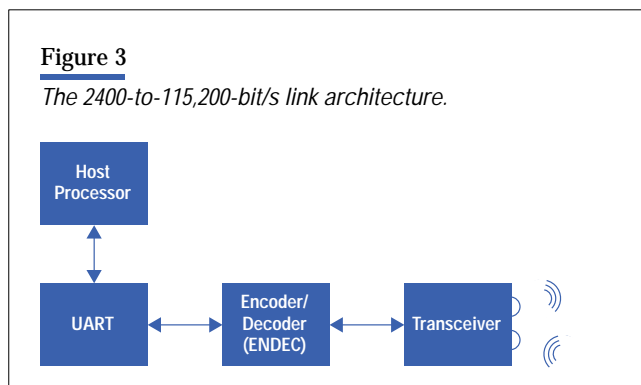 Figure 3
The 2400-to-115,200-bit/s link architecture.
Host
Processor
UART
Encoder/
Decoder
(ENDEC)
Transceiver